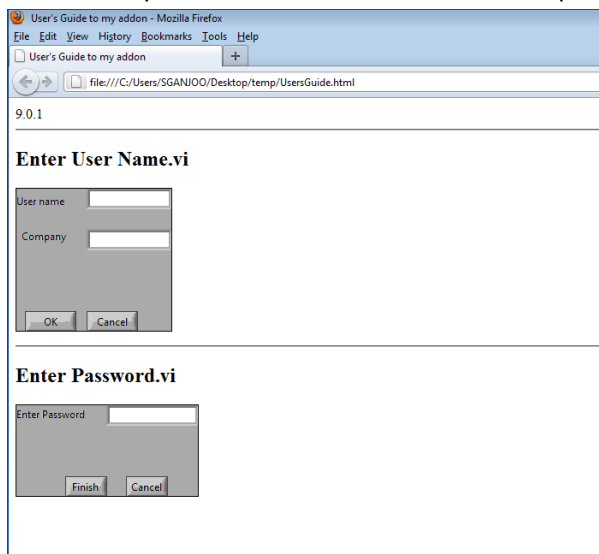 User's Guide to my addon - Mozilla Firefox
File Edit View History Bookmarks Tools Help
User's Guide to my addon +
file:///C:/Users/SGANJOO/Desktop/temp/UsersGuide.html
9.0.1
Enter User Name.vi
User name
Company
OK Cancel
Enter Password.vi
Enter Password
Finish Cancel